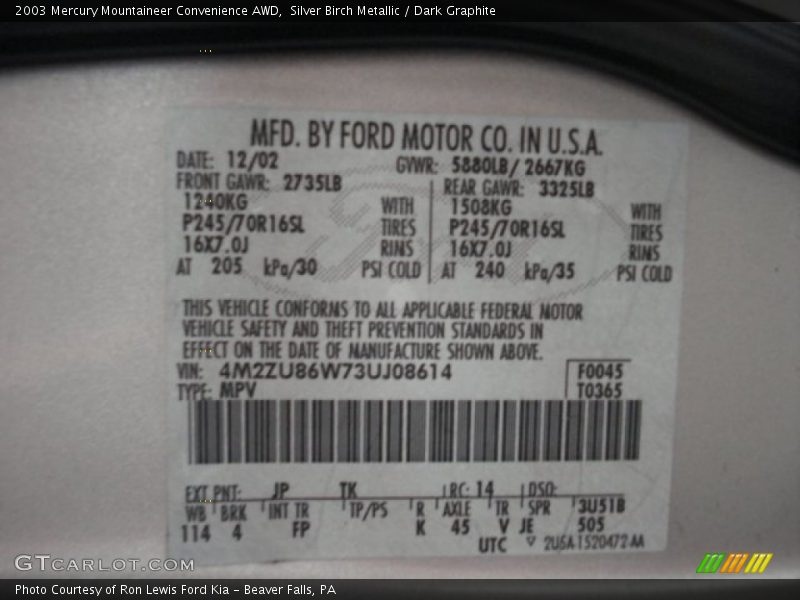 2003 Mercury Mountaineer Convenience AWD,  Silver Birch Metallic / Dark Graphite
MFD. BY FORD MOTOR CO. IN U.S.A.
DATE: 12/02 GVWR: 5880LB/ 2667KG
FRONT GAWR: 2735LB REAR GAWR: 3325LB
1240KG WITH 1508KG WITH
P245/70R16SL TIRES P245/70R16SL TIRES
16X7.0J RIMS 16X7.0J RIMS
AT 205 kPa/30 PSI COLD AT 240 kPa/35 PSI COLD
THIS VEHICLE CONFORMS TO ALL APPLICABLE FEDERAL MOTOR
VEHICLE SAFETY AND THEFT PREVENTION STANDARDS IN
EFFECT ON THE DATE OF MANUFACTURE SHOWN ABOVE.
VIN: 4M2ZU86W73UJ08614 F0045
TYPE: MPV T0365
EXT PNT: JP TK RC: 14 DSO:
WB BRK INT TR TP/PS R AXLE TR SPR 3U51B
114 4 FP K 45 V JE 505
UTC ▽ 2U5A 1520472 AA
GTCARLOT.COM
Photo Courtesy of Ron Lewis Ford Kia - Beaver Falls, PA